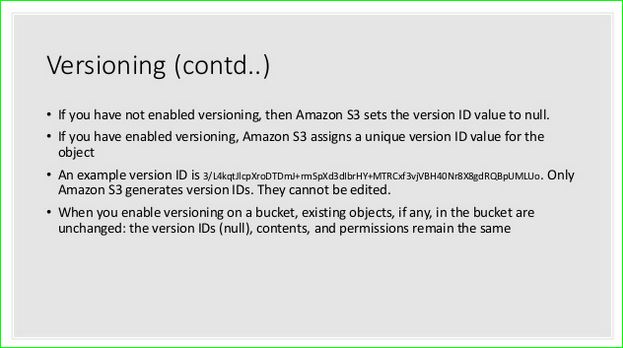 Versioning (contd..)
• If you have not enabled versioning, then Amazon S3 sets the version ID value to null.
• If you have enabled versioning, Amazon S3 assigns a unique version ID value for the
object
• An example version ID is 3/L4kqtJlcpXroDTDmJ+rmSpXd3dIbrHY+MTRCxf3vjVBH40Nr8X8gdRQBpUMLUo. Only
Amazon S3 generates version IDs. They cannot be edited.
• When you enable versioning on a bucket, existing objects, if any, in the bucket are
unchanged: the version IDs (null), contents, and permissions remain the same